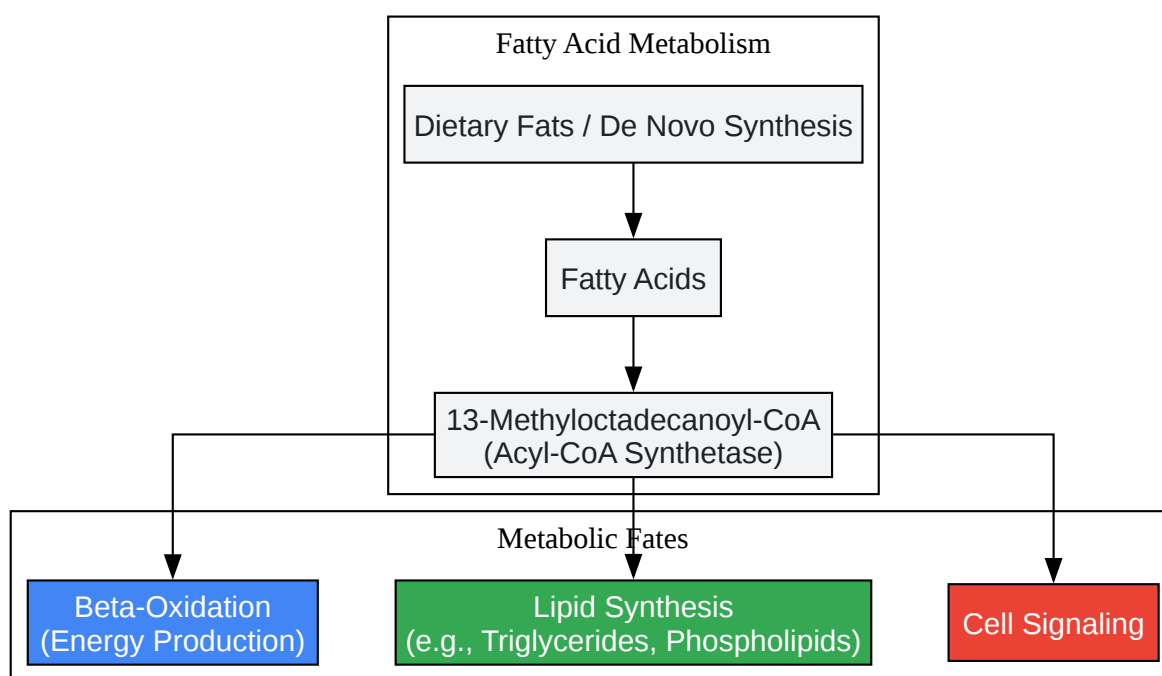 Fatty Acid Metabolism
Dietary Fats / De Novo Synthesis
Fatty Acids
13-Methyloctadecanoyl-CoA
(Acyl-CoA Synthetase)
Metabolic Fates
Beta-Oxidation
(Energy Production)
Lipid Synthesis
(e.g., Triglycerides, Phospholipids)
Cell Signaling